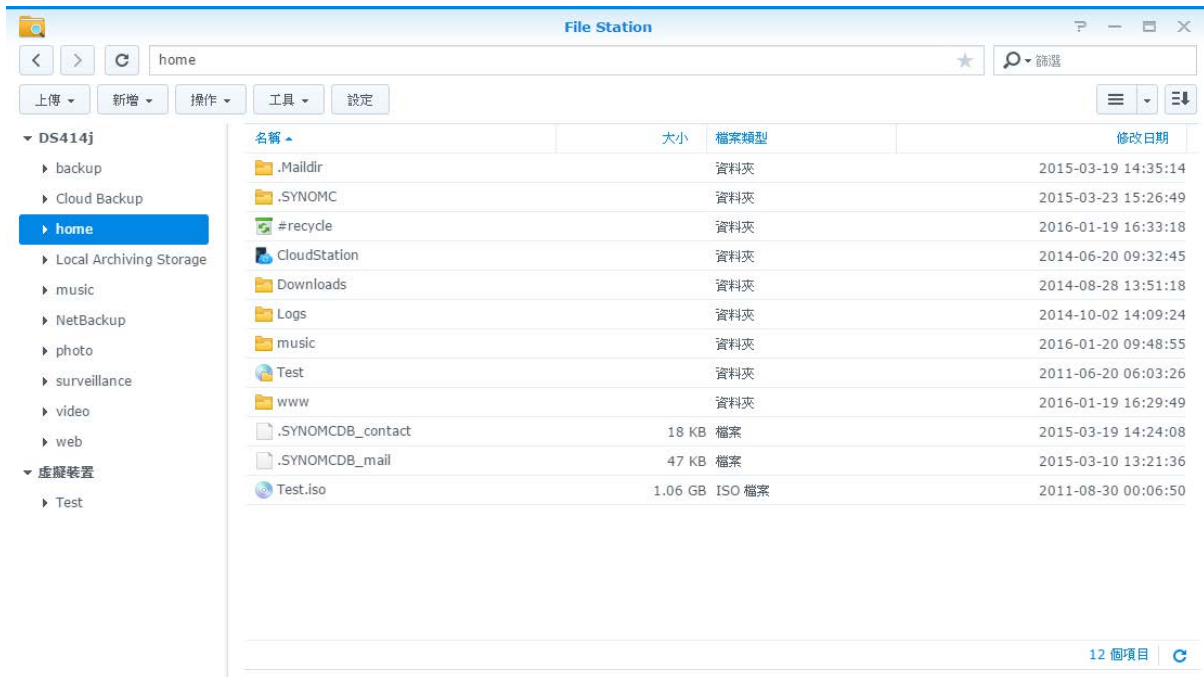 File Station
home
篩選
上傳 新增 操作 工具 設定
DS414j
backup
Cloud Backup
home
Local Archiving Storage
music
NetBackup
photo
surveillance
video
web
虛擬裝置
Test
名稱 大小 檔案類型 修改日期
.Maildir 資料夾 2015-03-19 14:35:14
.SYNOMC 資料夾 2015-03-23 15:26:49
#recycle 資料夾 2016-01-19 16:33:18
CloudStation 資料夾 2014-06-20 09:32:45
Downloads 資料夾 2014-08-28 13:51:18
Logs 資料夾 2014-10-02 14:09:24
music 資料夾 2016-01-20 09:48:55
Test 資料夾 2011-06-20 06:03:26
www 資料夾 2016-01-19 16:29:49
.SYNOMCDB_contact 18 KB 檔案 2015-03-19 14:24:08
.SYNOMCDB_mail 47 KB 檔案 2015-03-10 13:21:36
Test.iso 1.06 GB ISO 檔案 2011-08-30 00:06:50
12 個項目